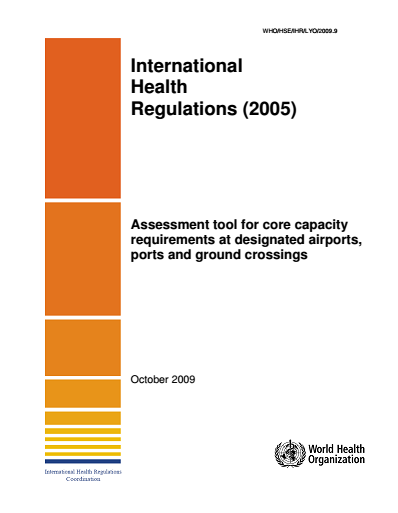 WHO/HSE/IHR/LYO/2009.9
International
Health
Regulations (2005)
Assessment tool for core capacity
requirements at designated airports,
ports and ground crossings
October 2009
World Health
Organization
International Health Regulations
Coordination